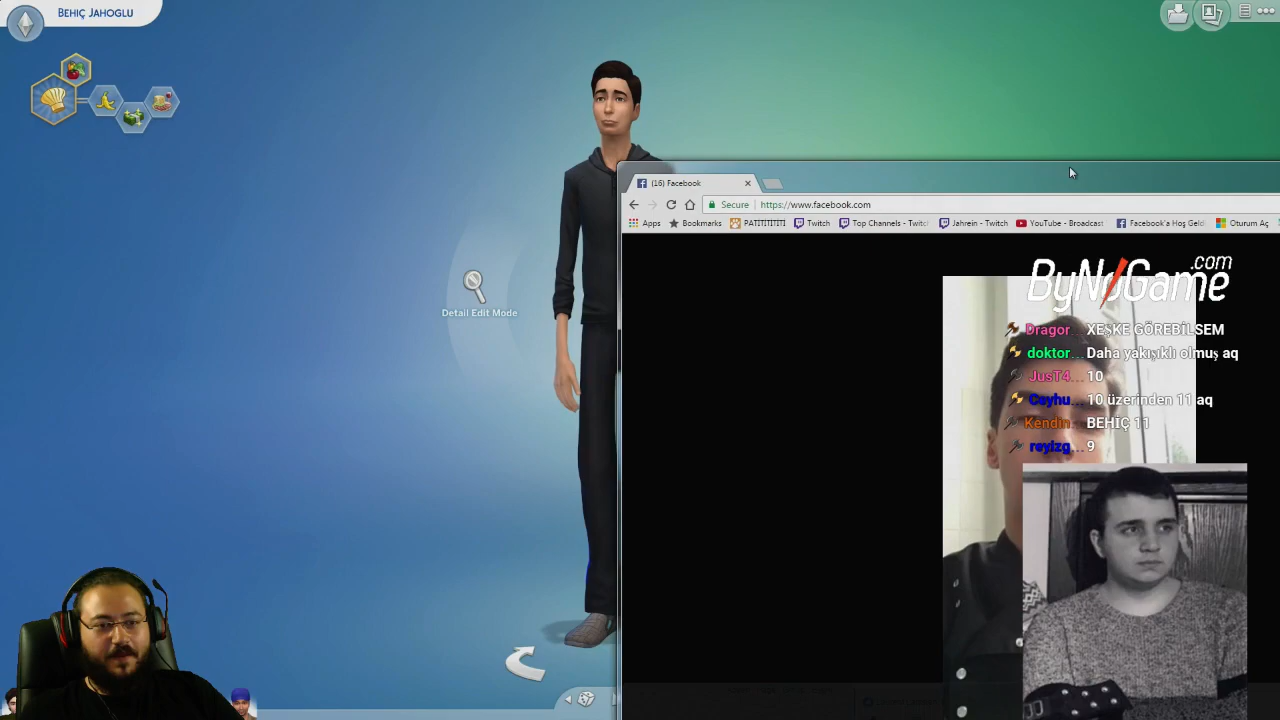 BEHIÇ JAHOGLU
Detail Edit Mode
(16) Facebook
Secure https://www.facebook.com
Apps Bookmarks PATITITITITI Twitch Top Channels - Twitch Jahrein - Twitch YouTube - Broadcast Facebook'a Hoş Geld Oturum Aç
ByNoGame.com
Dragor... XEŞKE GÖREBİLSEM
doktor... Daha yakışıklı olmuş aq
JusT4... 10
Ceyhu... 10 üzerinden 11 aq
Kendin... BEHİÇ 11
reyizg... 9